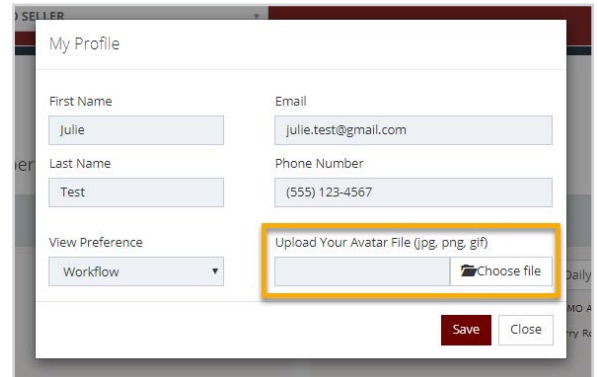 SELLER
My Profile
First Name Email
Julie julie.test@gmail.com
Last Name Phone Number
Test (555) 123-4567
View Preference Upload Your Avatar File (jpg, png, gif)
Workflow Choose file
Daily
Save Close